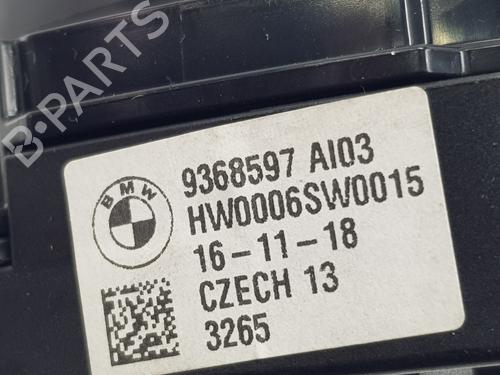 B-PARTS
BMW
9368597 AI03
HW0006SW0015
16-11-18
CZECH 13
3265